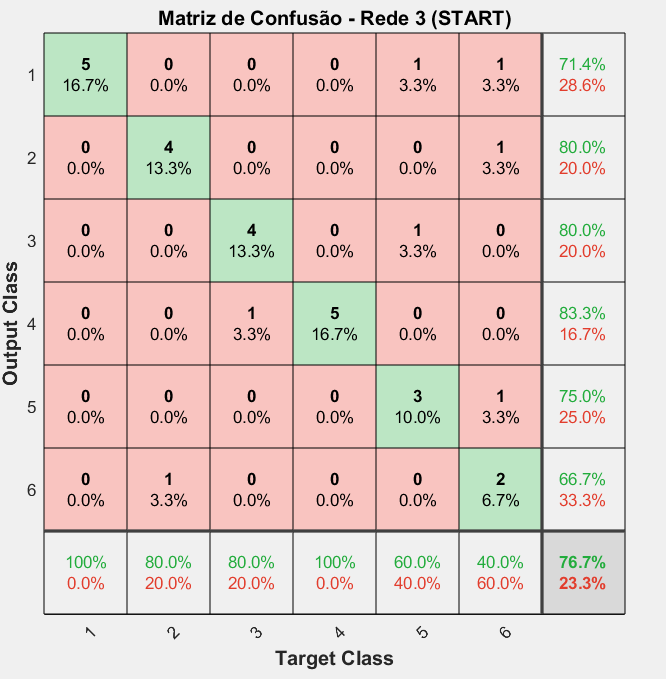 Matriz de Confusão - Rede 3 (START)
1 5 0 0 0 1 1 71.4%
16.7% 0.0% 0.0% 0.0% 3.3% 3.3% 28.6%
2 0 4 0 0 0 1 80.0%
0.0% 13.3% 0.0% 0.0% 0.0% 3.3% 20.0%
3 0 0 4 0 1 0 80.0%
0.0% 0.0% 13.3% 0.0% 3.3% 0.0% 20.0%
4 0 0 1 5 0 0 83.3%
0.0% 0.0% 3.3% 16.7% 0.0% 0.0% 16.7%
5 0 0 0 0 3 1 75.0%
0.0% 0.0% 0.0% 0.0% 10.0% 3.3% 25.0%
6 0 1 0 0 0 2 66.7%
0.0% 3.3% 0.0% 0.0% 0.0% 6.7% 33.3%
100% 80.0% 80.0% 100% 60.0% 40.0% 76.7%
0.0% 20.0% 20.0% 0.0% 40.0% 60.0% 23.3%
1 2 3 4 5 6
Target Class
Output Class